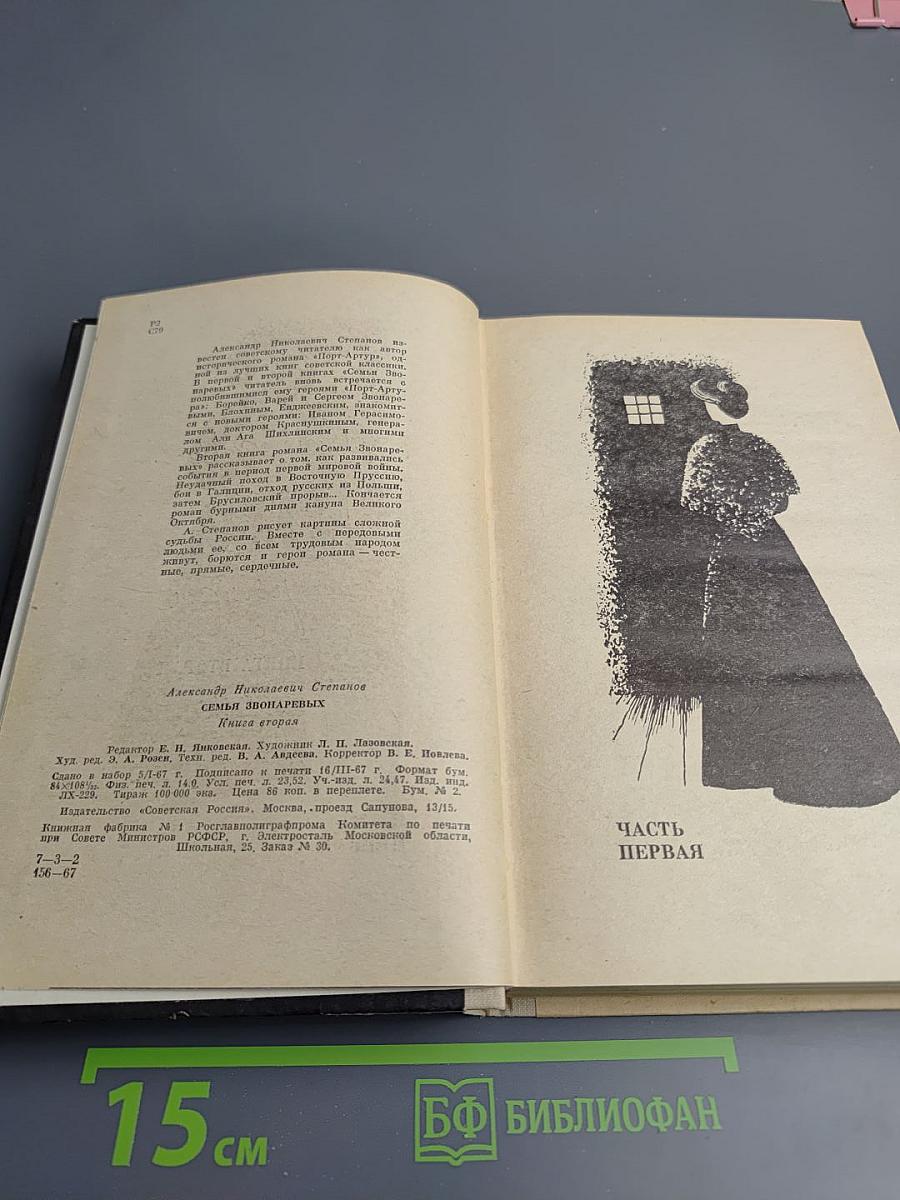 Р2
С79
Александр Николаевич Степанов из-
вестен советскому читателю как автор
исторического романа «Порт-Артур», од-
ной из лучших книг советской классики.
В первой и второй книгах «Семьи Зво-
наревых» читатель вновь встречается с
полюбившимися ему героями «Порт-Арту-
ра»: Борейко, Варей и Сергеем Звонаре-
выми, Блохиным, Енджеевским, знакомит-
ся с новыми героями: Иваном Герасимо-
вичем, доктором Краснушкиным, генера-
лом Али Ага Шихлинским и многими
другими.
Вторая книга романа «Семья Звонаре-
вых» рассказывает о том, как развивались
события в период первой мировой войны.
Неудачный поход в Восточную Пруссию,
бои в Галиции, отход русских из Польши,
затем Брусиловский прорыв... Кончается
роман бурными днями кануна Великого
Октября.
А. Степанов рисует картины сложной
судьбы России. Вместе с передовыми
людьми ее, со всем трудовым народом
живут, борются и герои романа — чест-
ные, прямые, сердечные.
Александр Николаевич Степанов
СЕМЬЯ ЗВОНАРЕВЫХ
Книга вторая
Редактор Е. Н. Янковская. Художник Л. П. Лазовская.
Худ. ред. Э. А. Розен. Техн. ред. В. А. Авдеева. Корректор В. Е. Иовлева.
Сдано в набор 5/I-67 г. Подписано к печати 16/III-67 г. Формат бум.
84×108¹/₃₂. Физ. печ. л. 14,0. Усл. печ. л. 23,52. Уч.-изд. л. 24,47. Изд. инд.
ЛХ-229. Тираж 100 000 экз. Цена 86 коп. в переплете. Бум. № 2.
Издательство «Советская Россия». Москва, проезд Сапунова, 13/15.
Книжная фабрика № 1 Росглавполиграфпрома Комитета по печати
при Совете Министров РСФСР, г. Электросталь Московской области,
Школьная, 25. Заказ № 30.
7—3—2
156—67
ЧАСТЬ
ПЕРВАЯ
15 см
БФ БИБЛИОФАН